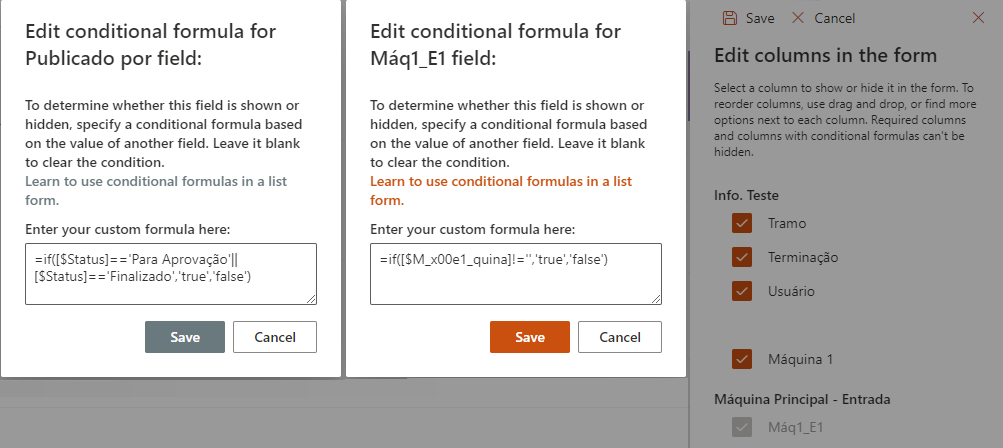 Edit conditional formula for
Publicado por field:
To determine whether this field is shown or
hidden, specify a conditional formula based
on the value of another field. Leave it blank
to clear the condition.
Learn to use conditional formulas in a list
form.
Enter your custom formula here:
=if([$Status]=='Para Aprovação'||
[$Status]=='Finalizado','true','false')
Save
Cancel
Edit conditional formula for
Máq1_E1 field:
To determine whether this field is shown or
hidden, specify a conditional formula based
on the value of another field. Leave it blank
to clear the condition.
Learn to use conditional formulas in a list
form.
Enter your custom formula here:
=if([$M_x00e1_quina]!='','true','false')
Save
Cancel
Save
Cancel
Edit columns in the form
Select a column to show or hide it in the form. To
reorder columns, use drag and drop, or find more
options next to each column. Required columns
and columns with conditional formulas can't be
hidden.
Info. Teste
Tramo
Terminação
Usuário
Máquina 1
Máquina Principal - Entrada
Máq1_E1